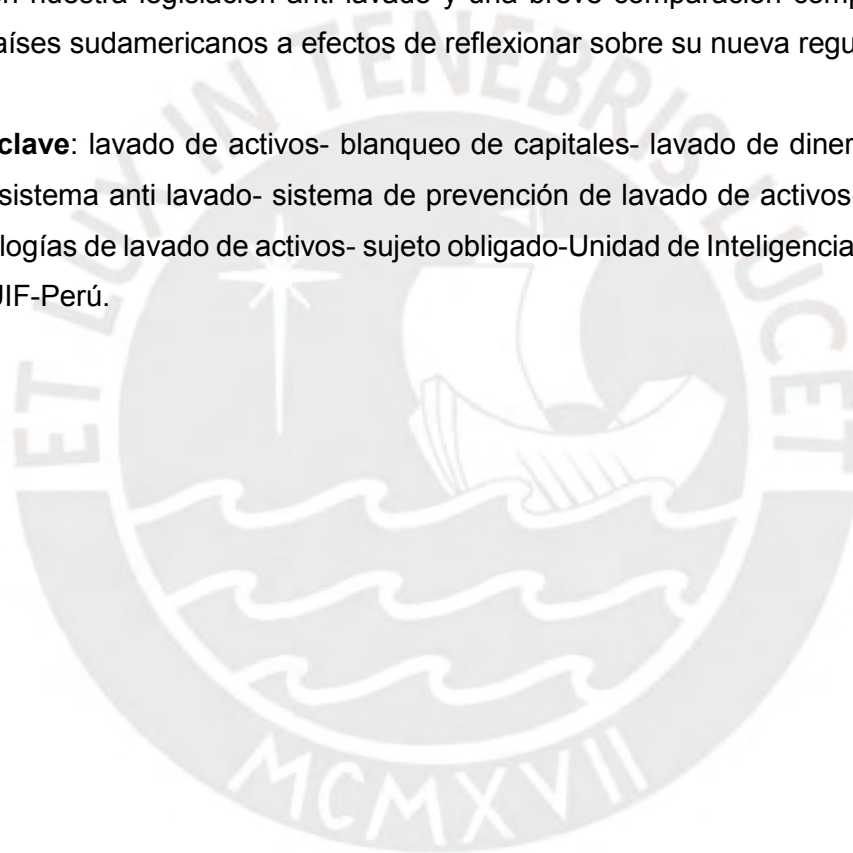 en nuestra legislación anti lavado y una breve comparación comp
aíses sudamericanos a efectos de reflexionar sobre su nueva regu
clave: lavado de activos- blanqueo de capitales- lavado de diner
sistema anti lavado- sistema de prevención de lavado de activos
logías de lavado de activos- sujeto obligado-Unidad de Inteligencia
UIF-Perú.
ET LUX IN TENEBRIS LUCET
MCMXVII